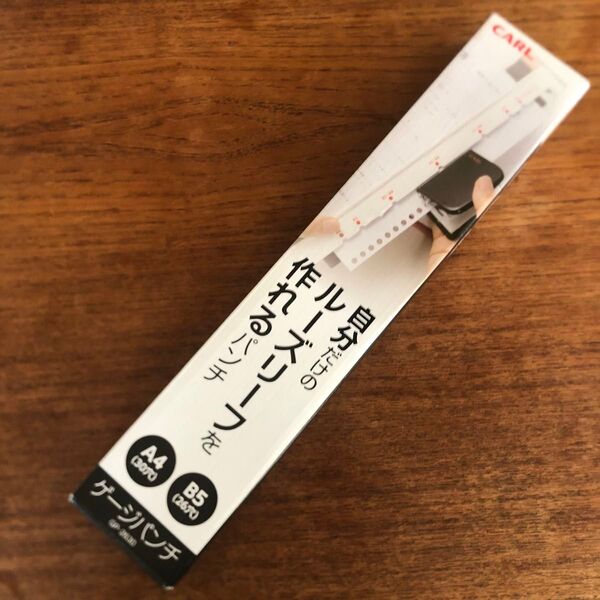 CARL
自分だけの
ルーズリーフを
作れるパンチ
A4
(30穴)
B5
(26穴)
ゲージパンチ